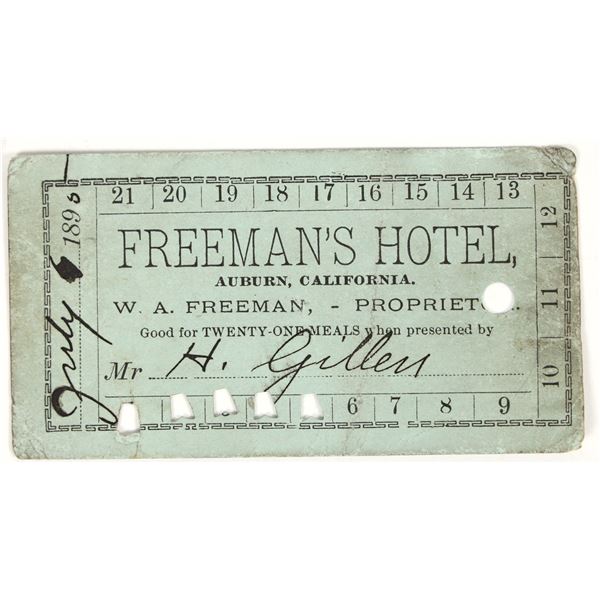 21 20 19 18 17 16 15 14 13
12
11
10
FREEMAN'S HOTEL,
AUBURN, CALIFORNIA.
W. A. FREEMAN, - PROPRIET
Good for TWENTY-ONE MEALS when presented by
Mr H. Gillen
6 7 8 9
July 189